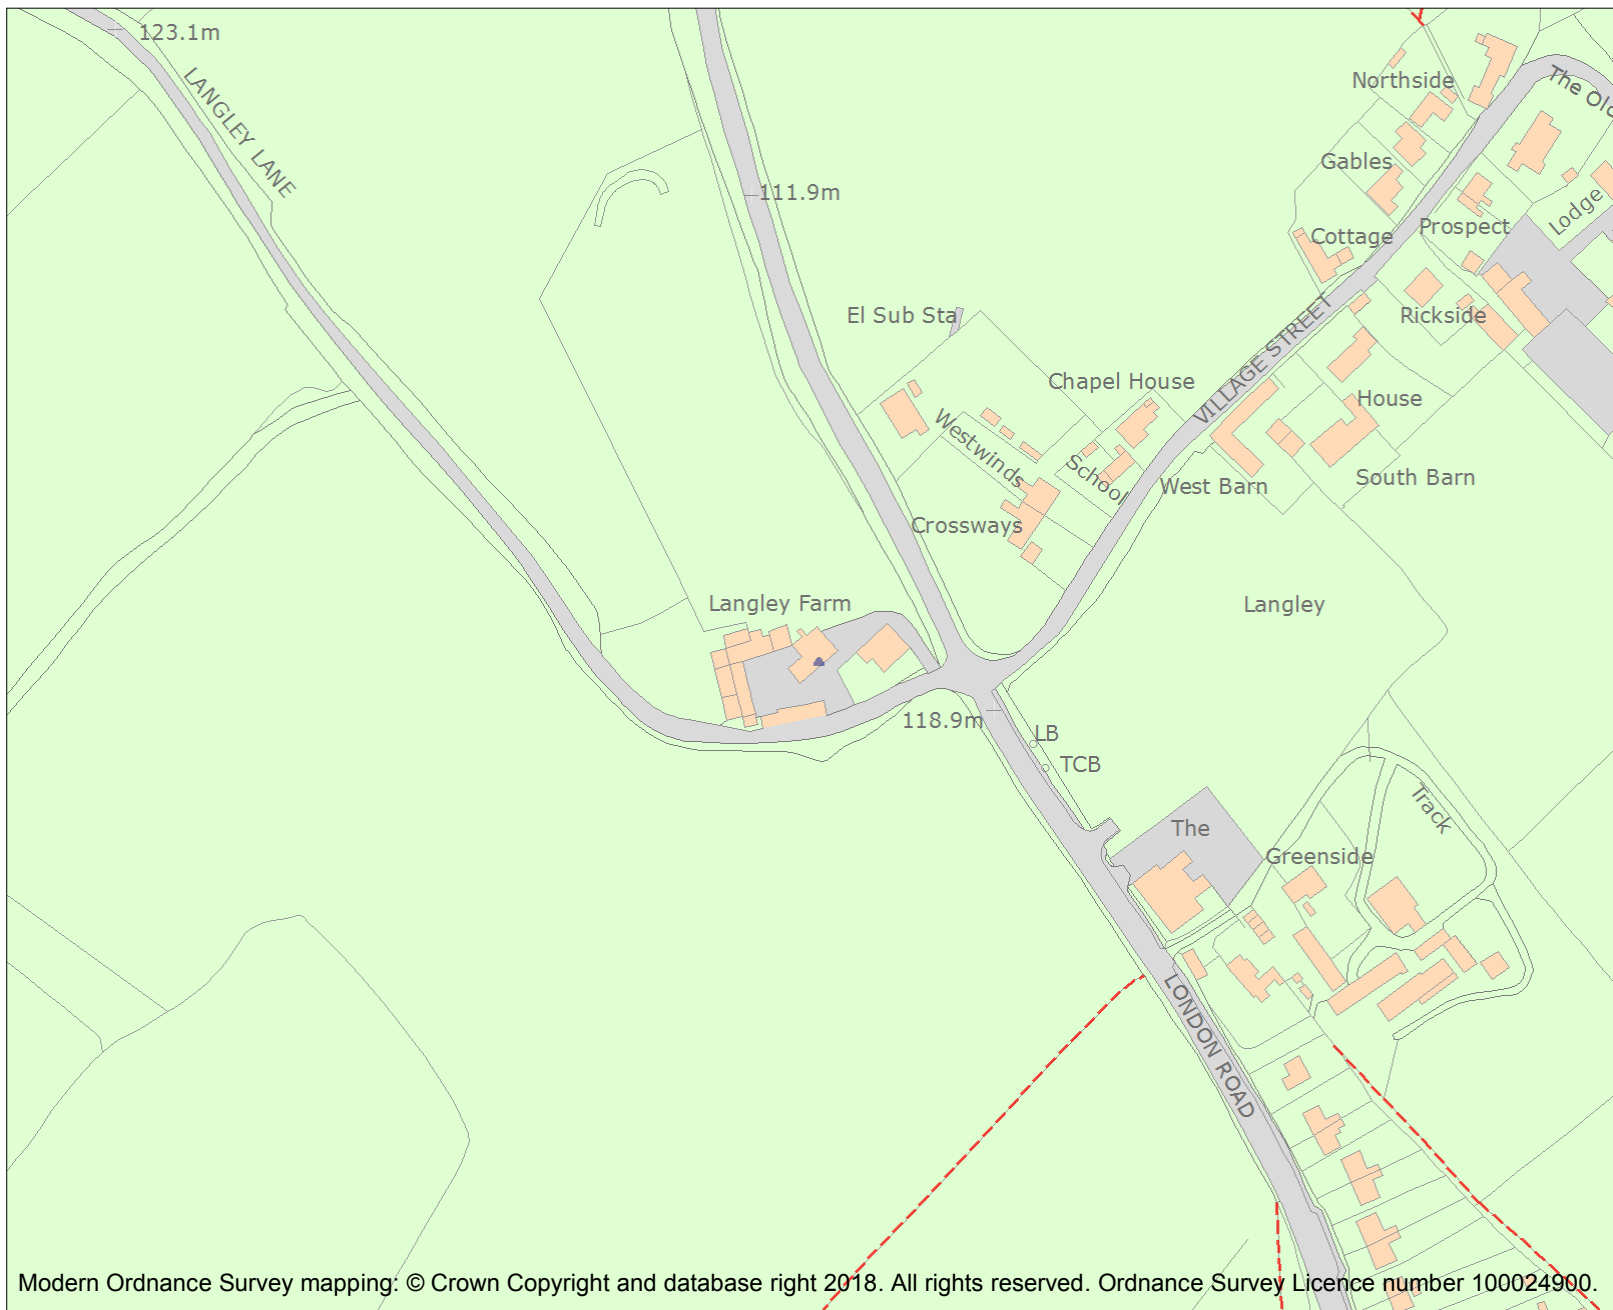 123.1m
LANGLEY LANE
111.9m
Northside
The Old
Gables
Cottage
Prospect
Lodge
El Sub Sta
VILLAGE STREET
Rickside
Chapel House
House
Westwinds
School
West Barn
South Barn
Crossways
Langley Farm
Langley
118.9m
LB
TCB
The
Track
Greenside
LONDON ROAD
Modern Ordnance Survey mapping: © Crown Copyright and database right 2018. All rights reserved. Ordnance Survey Licence number 100024900.